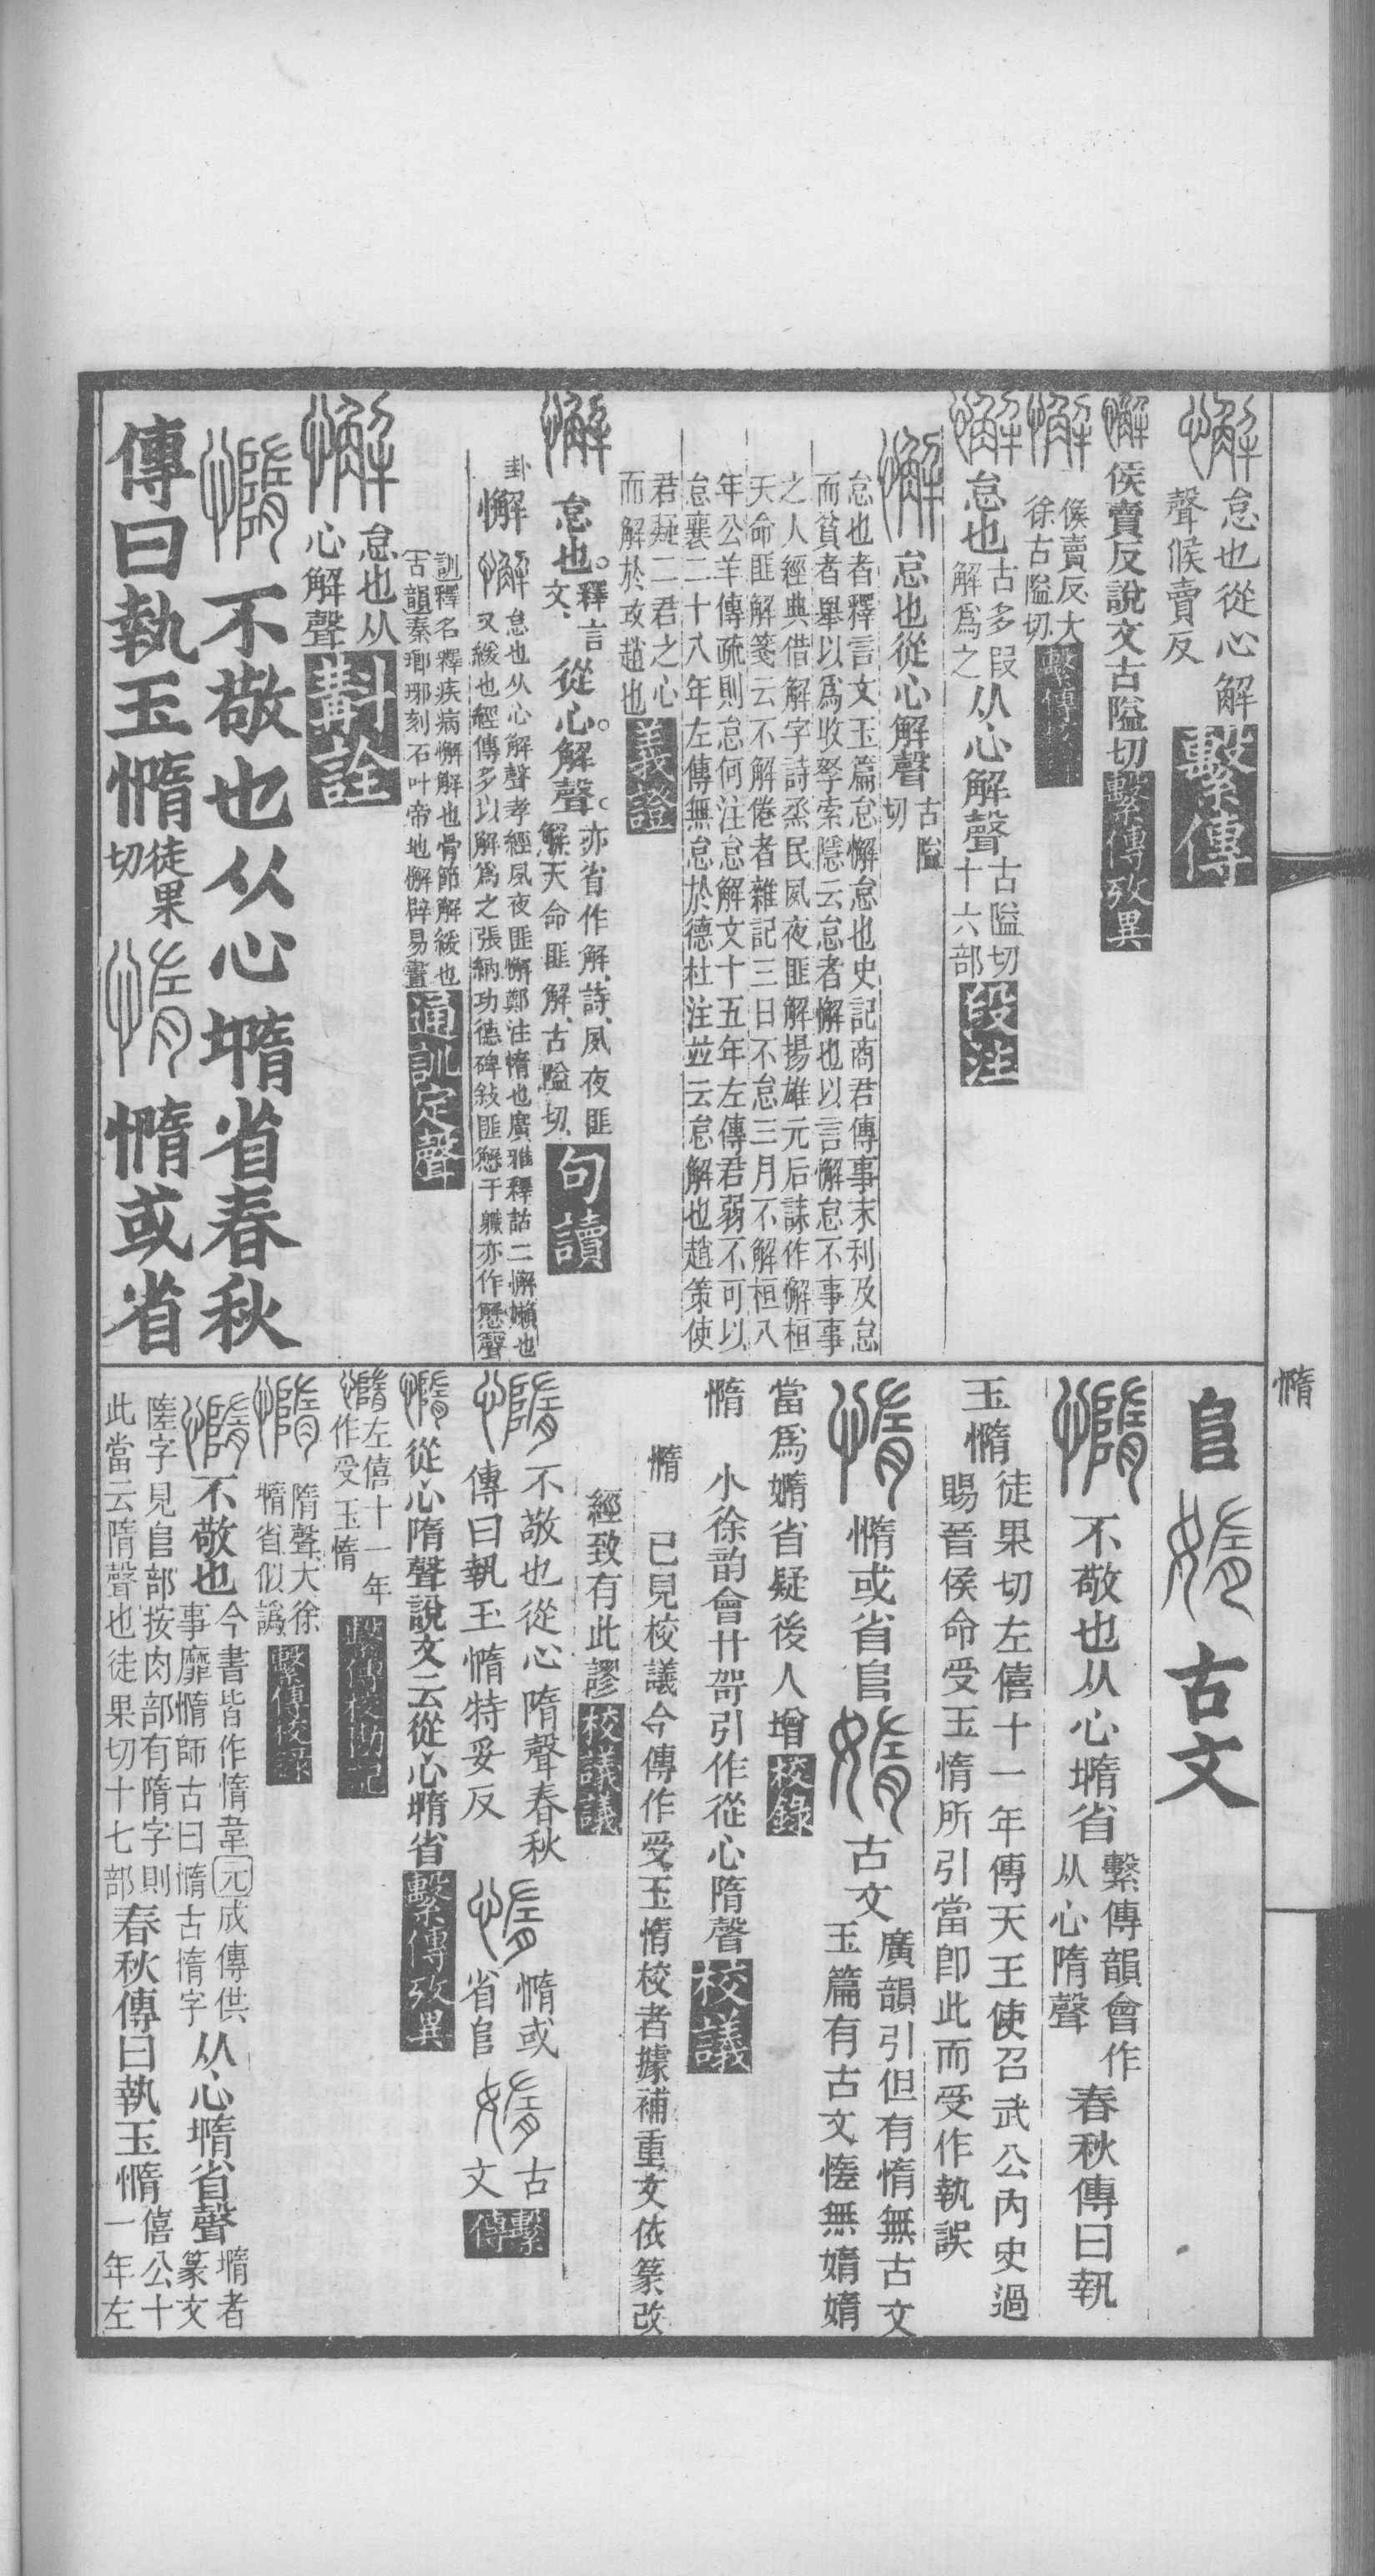 懈怠也從心解
聲候賣反繫傳
懈侯賣反說文古隘切繫傳攷異
懈候賣反大
徐古隘切繫傳校
懈怠也古多叚
解爲之从心解聲古隘切
十六部段注
懈怠也從心解聲古隘
切
怠也者釋言文玉篇怠懈怠也史記商君傳事末利及怠
而貧者舉以爲收孥索隱云怠者懈也以言懈怠不事事
之人經典借解字詩烝民夙夜匪解揚雄元后誄作懈桓
天命匪解箋云不解倦者雜記三日不怠三月不解桓八
年公羊傳疏則怠何注怠解文十五年左傳君弱不可以
怠襄二十八年左傳無怠於德杜注並云怠解也趙策使
君疑二君之心
而解於攻趙也義證
懈怠也。釋言
文、從心。解聲。亦省作解、詩、夙夜匪
解、天命匪解、古隘切、句讀
卦懈懈怠也从心解聲孝經夙夜匪懈鄭注惰也廣雅釋詁二懈嬾也
又緩也經傳多以解爲之張納功德碑敍匪懸于職亦作懸聲
訓釋名釋疾病懈解也骨節解緩也
古韻秦瑯琊刻石叶帝地懈辟易畫通訓定聲
懈怠也从
心解聲斠詮
憜不敬也从心墯省春秋
傳曰執玉憜徒果
切惰憜或省
𨸏媠古文
憜不敬也从心墯省繫傳韻會作
从心隋聲春秋傳曰執
玉憜徒果切左僖十一年傳天王使召武公內史過
賜晉侯命受玉惰所引當卽此而受作執誤
惰憜或省𨸏媠古文廣韻引但有惰無古文
玉篇有古文㥩無媠媠
當爲嫷省疑後人增校錄
憜小徐韵會廿哿引作從心隋聲校議
憜已見校議今傳作受玉惰校者據補重文依篆改
經致有此謬校議議
憜不敬也從心隋聲春秋
傳曰執玉憜特妥反惰憜或
省𨸏媠古
文繫傳
憜從心隋聲說文云從心墯省繫傳攷異
憜左僖十一年
作受玉惰繫傳校勘記
憜隋聲大徐
墯省似譌繫傳校錄
憜不敬也今書皆作惰韋元成傳供
事靡憜師古曰憜古惰字从心墯省聲墯者
篆文
陸字見𨸏部按肉部有隋字則
此當云隋聲也徒果切十七部春秋傳曰執玉憜僖公十
一年左
憜